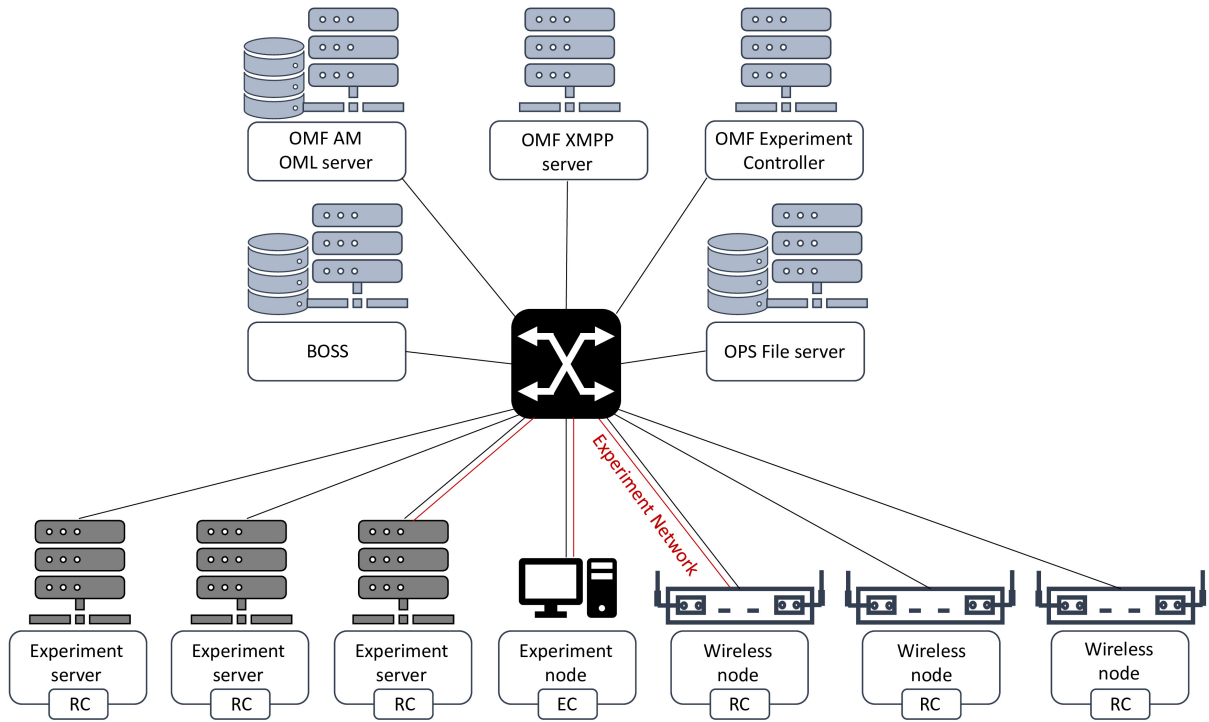 OMF AM
OML server
OMF XMPP
server
OMF Experiment
Controller
BOSS
OPS File server
Experiment Network
Experiment
server
RC
Experiment
server
RC
Experiment
server
RC
Experiment
node
EC
Wireless
node
RC
Wireless
node
RC
Wireless
node
RC